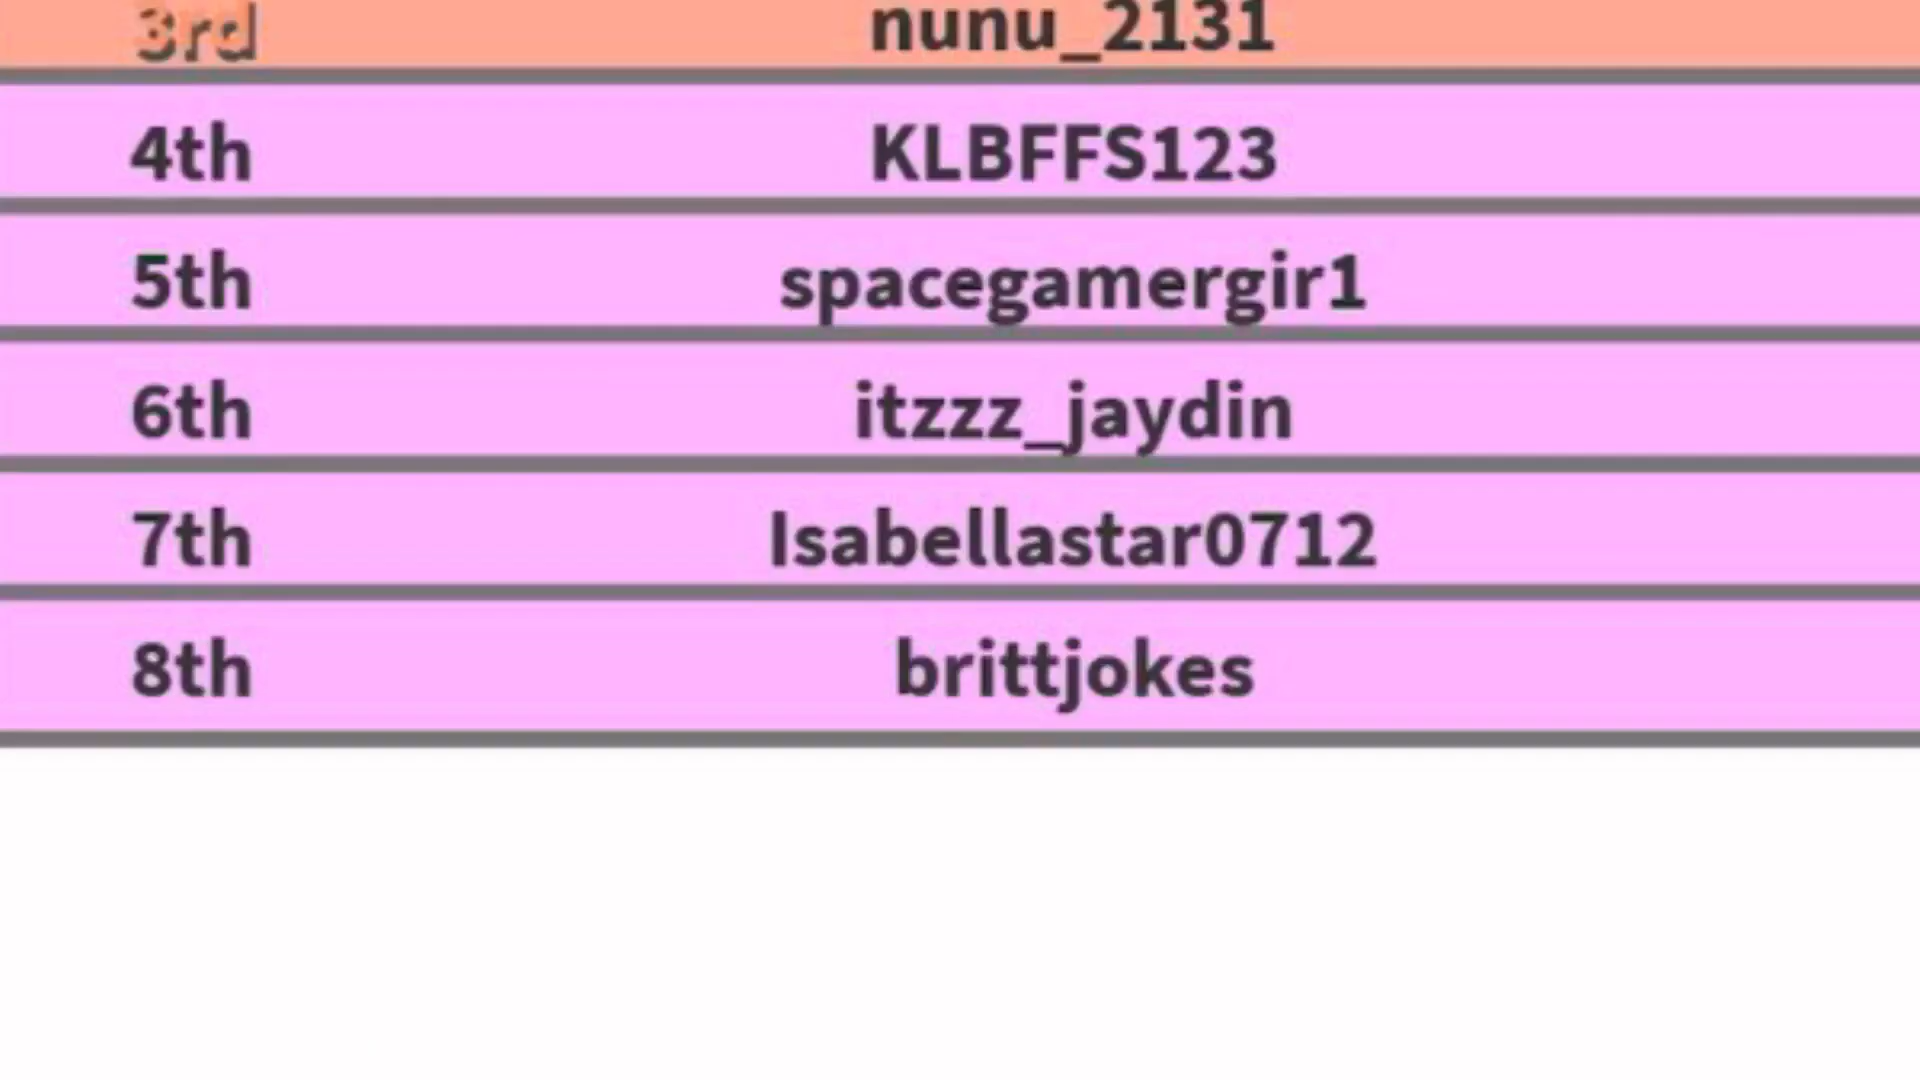 3rd nunu_2131
4th KLBFFS123
5th spacegamergir1
6th itzzz_jaydin
7th Isabellastar0712
8th brittjokes